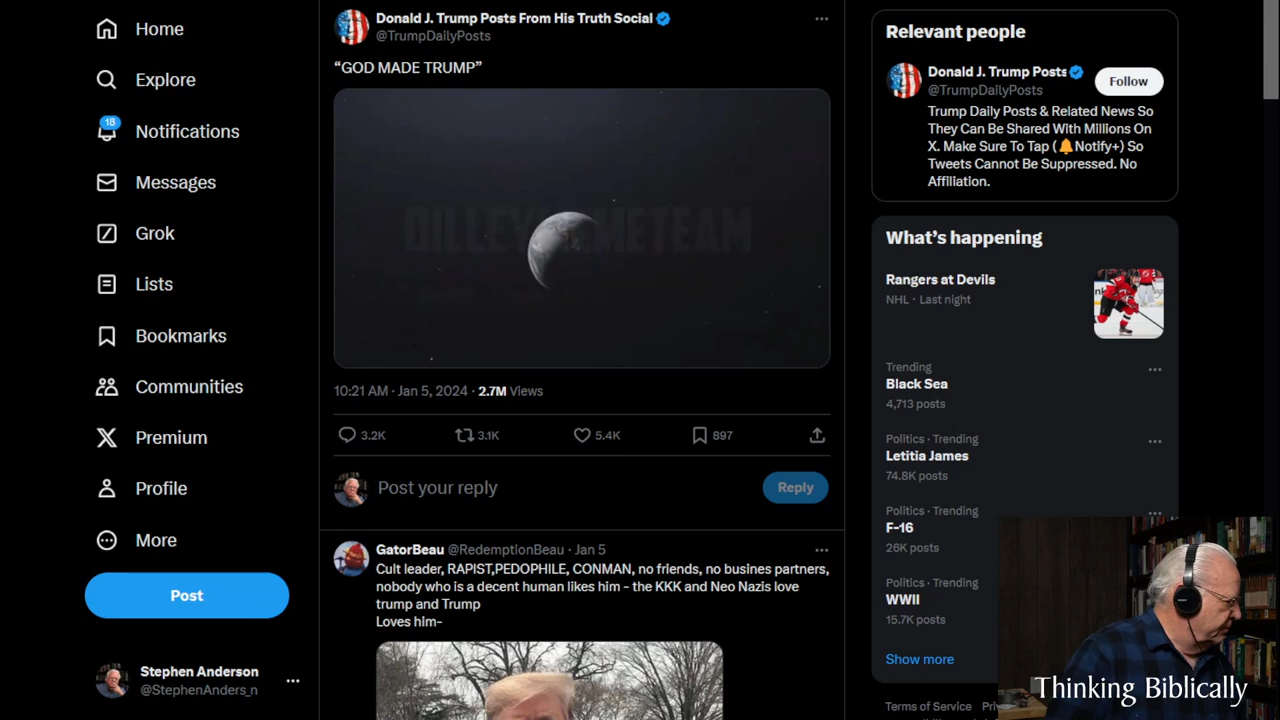 Home
Explore
18
Notifications
Messages
Grok
Lists
Bookmarks
Communities
Premium
Profile
More
Post
Stephen Anderson
@StephenAnders_n
Donald J. Trump Posts From His Truth Social
@TrumpDailyPosts
“GOD MADE TRUMP”
10:21 AM · Jan 5, 2024 · 2.7M Views
3.2K 3.1K 5.4K 897
Post your reply
Reply
GatorBeau @RedemptionBeau · Jan 5
Cult leader, RAPIST,PEDOPHILE, CONMAN, no friends, no busines partners,
nobody who is a decent human likes him - the KKK and Neo Nazis love
trump and Trump
Loves him-
Relevant people
Donald J. Trump Posts
@TrumpDailyPosts
Follow
Trump Daily Posts & Related News So
They Can Be Shared With Millions On
X. Make Sure To Tap (🔔Notify+) So
Tweets Cannot Be Suppressed. No
Affiliation.
What’s happening
Rangers at Devils
NHL · Last night
Trending
Black Sea
4,713 posts
Politics · Trending
Letitia James
74.8K posts
Politics · Trending
F-16
26K posts
Politics · Trending
WWII
15.7K posts
Show more
Terms of Service
Thinking Biblically